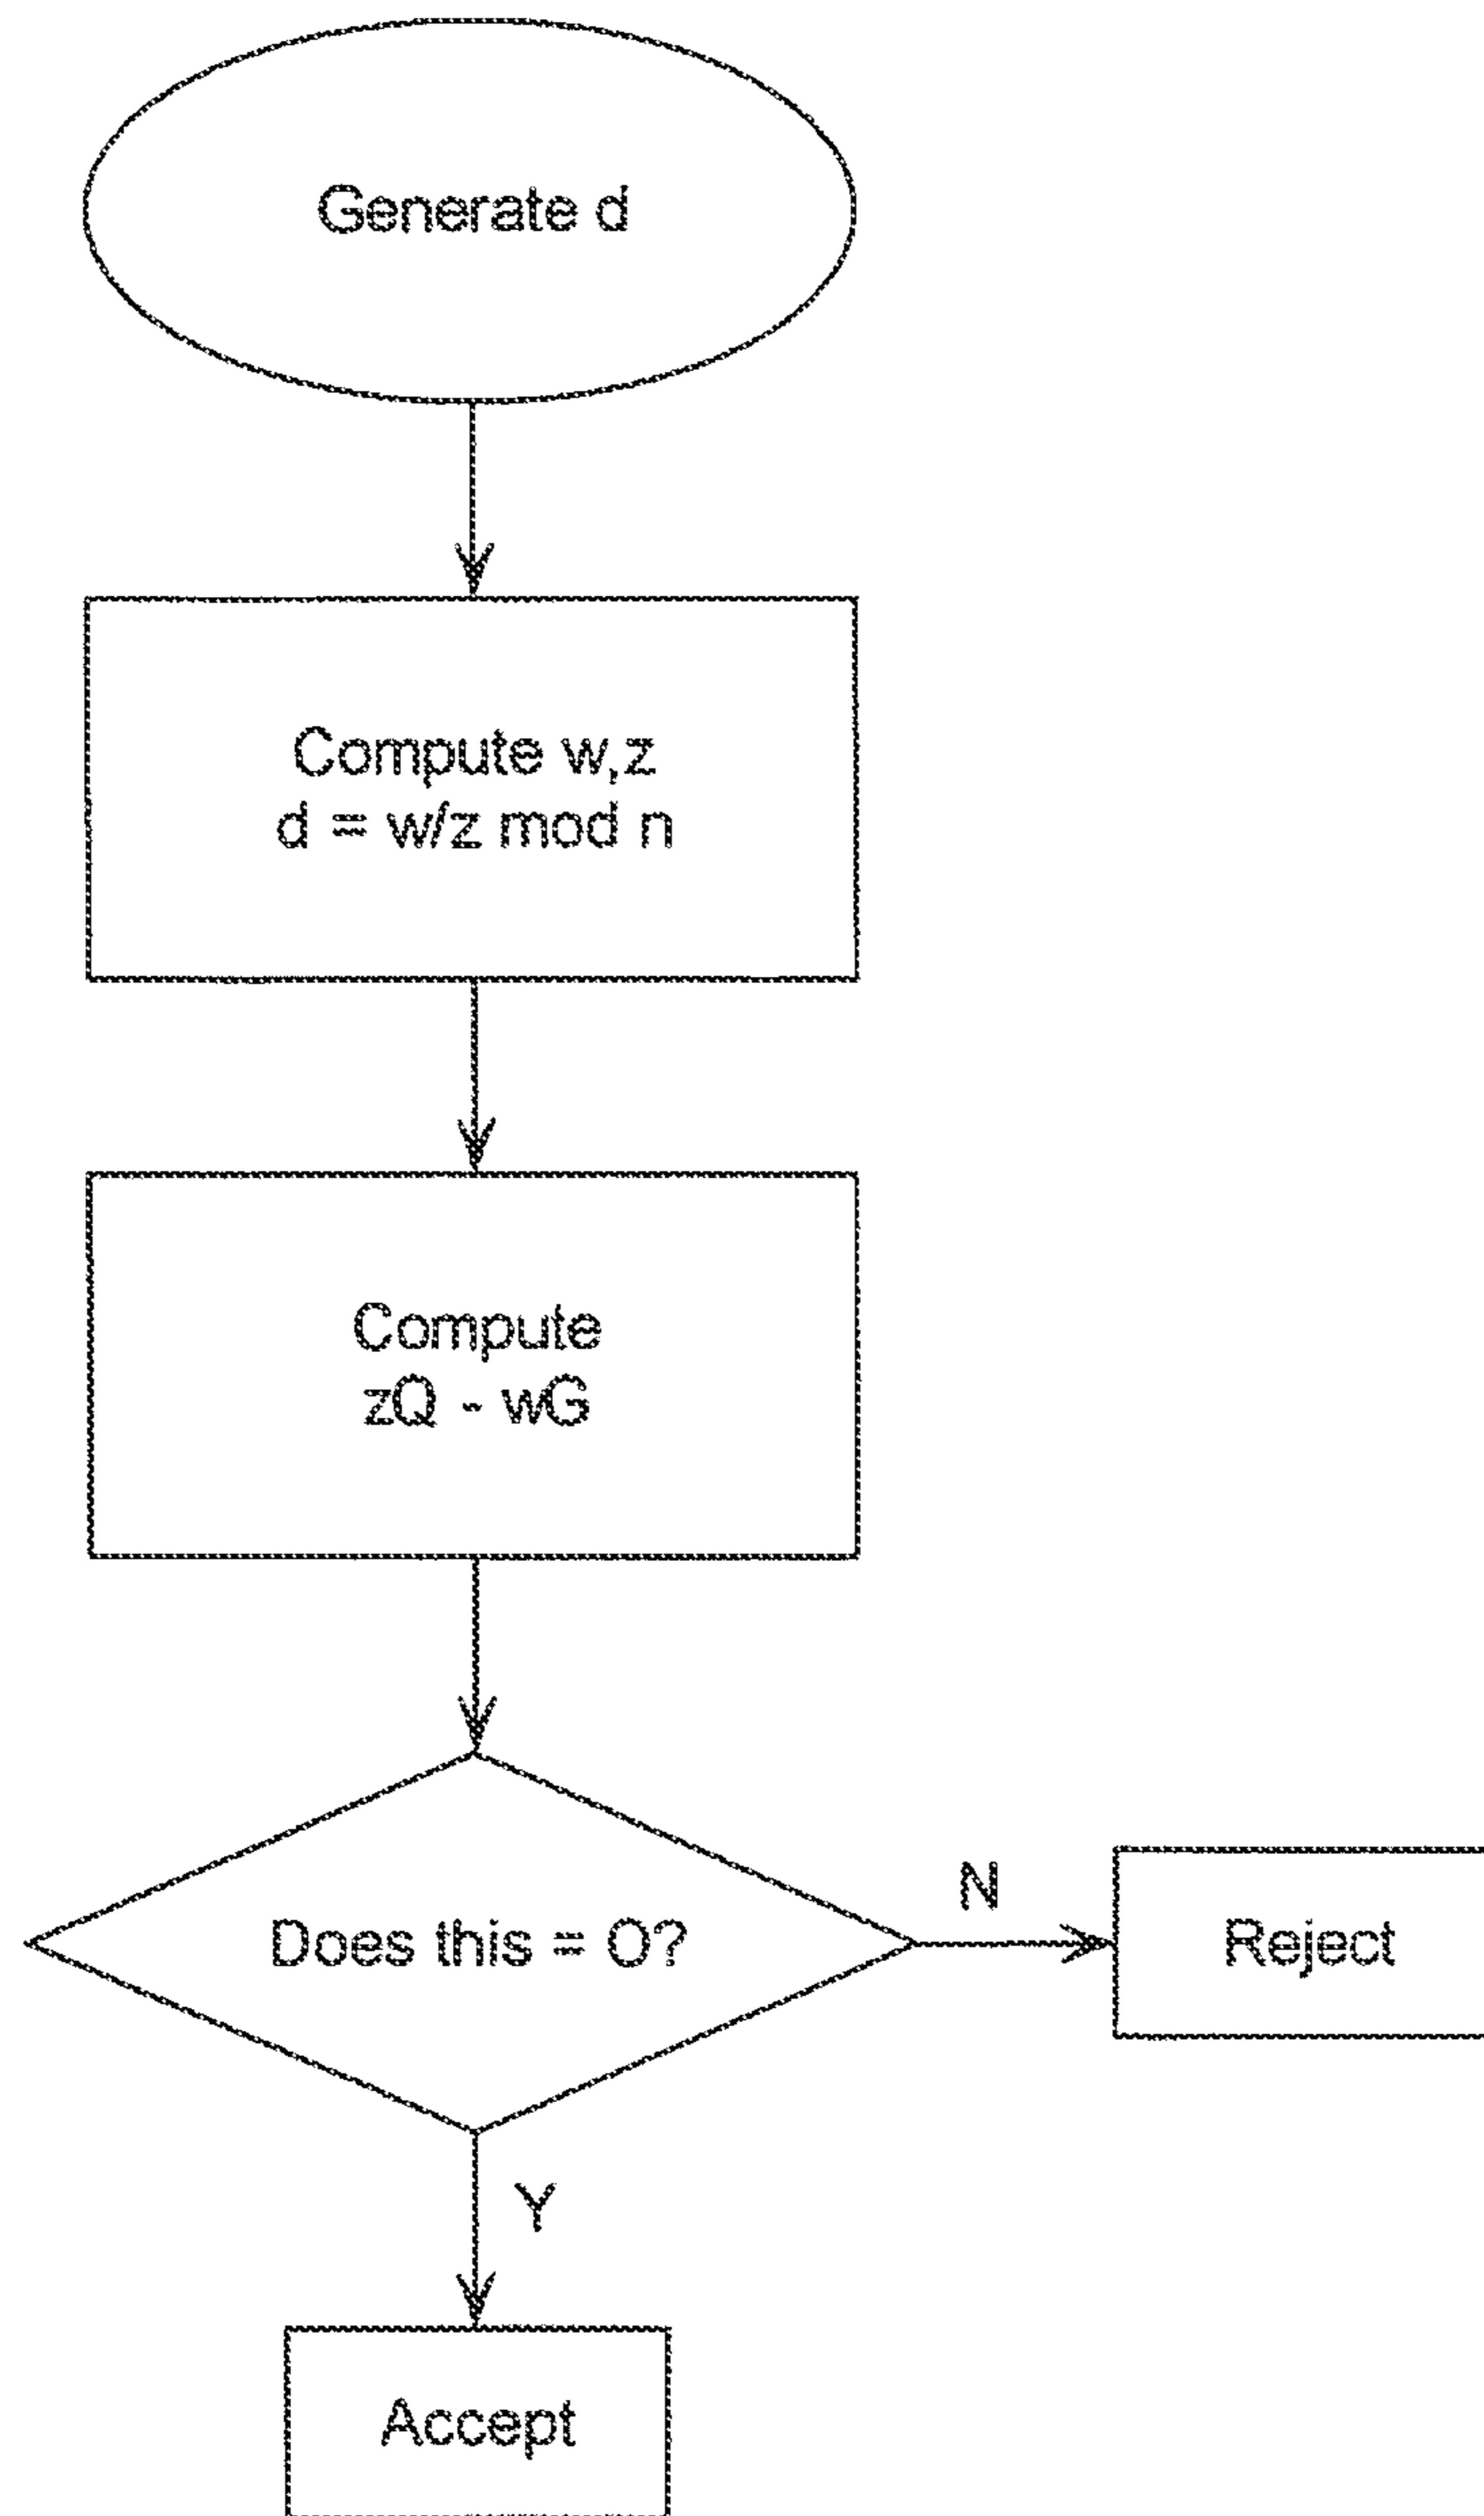 Generate d
Compute w,z
d = w/z mod n
Compute
zQ - wG
Does this = O?
N
Reject
Y
Accept